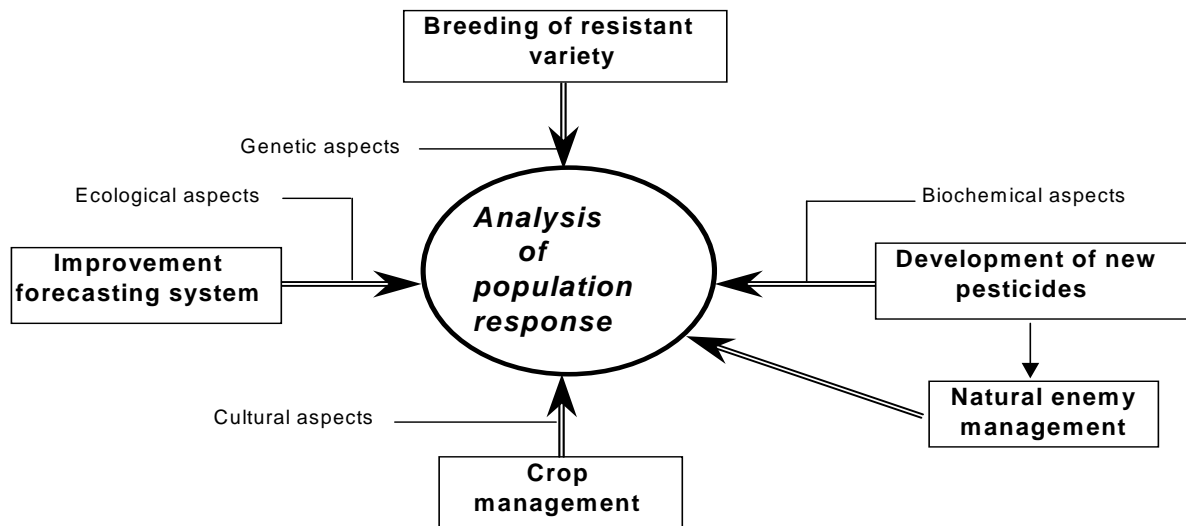 Breeding of resistant
variety
Genetic aspects
Ecological aspects
Biochemical aspects
Analysis
of
population
response
Improvement
forecasting system
Development of new
pesticides
Cultural aspects
Natural enemy
management
Crop
management